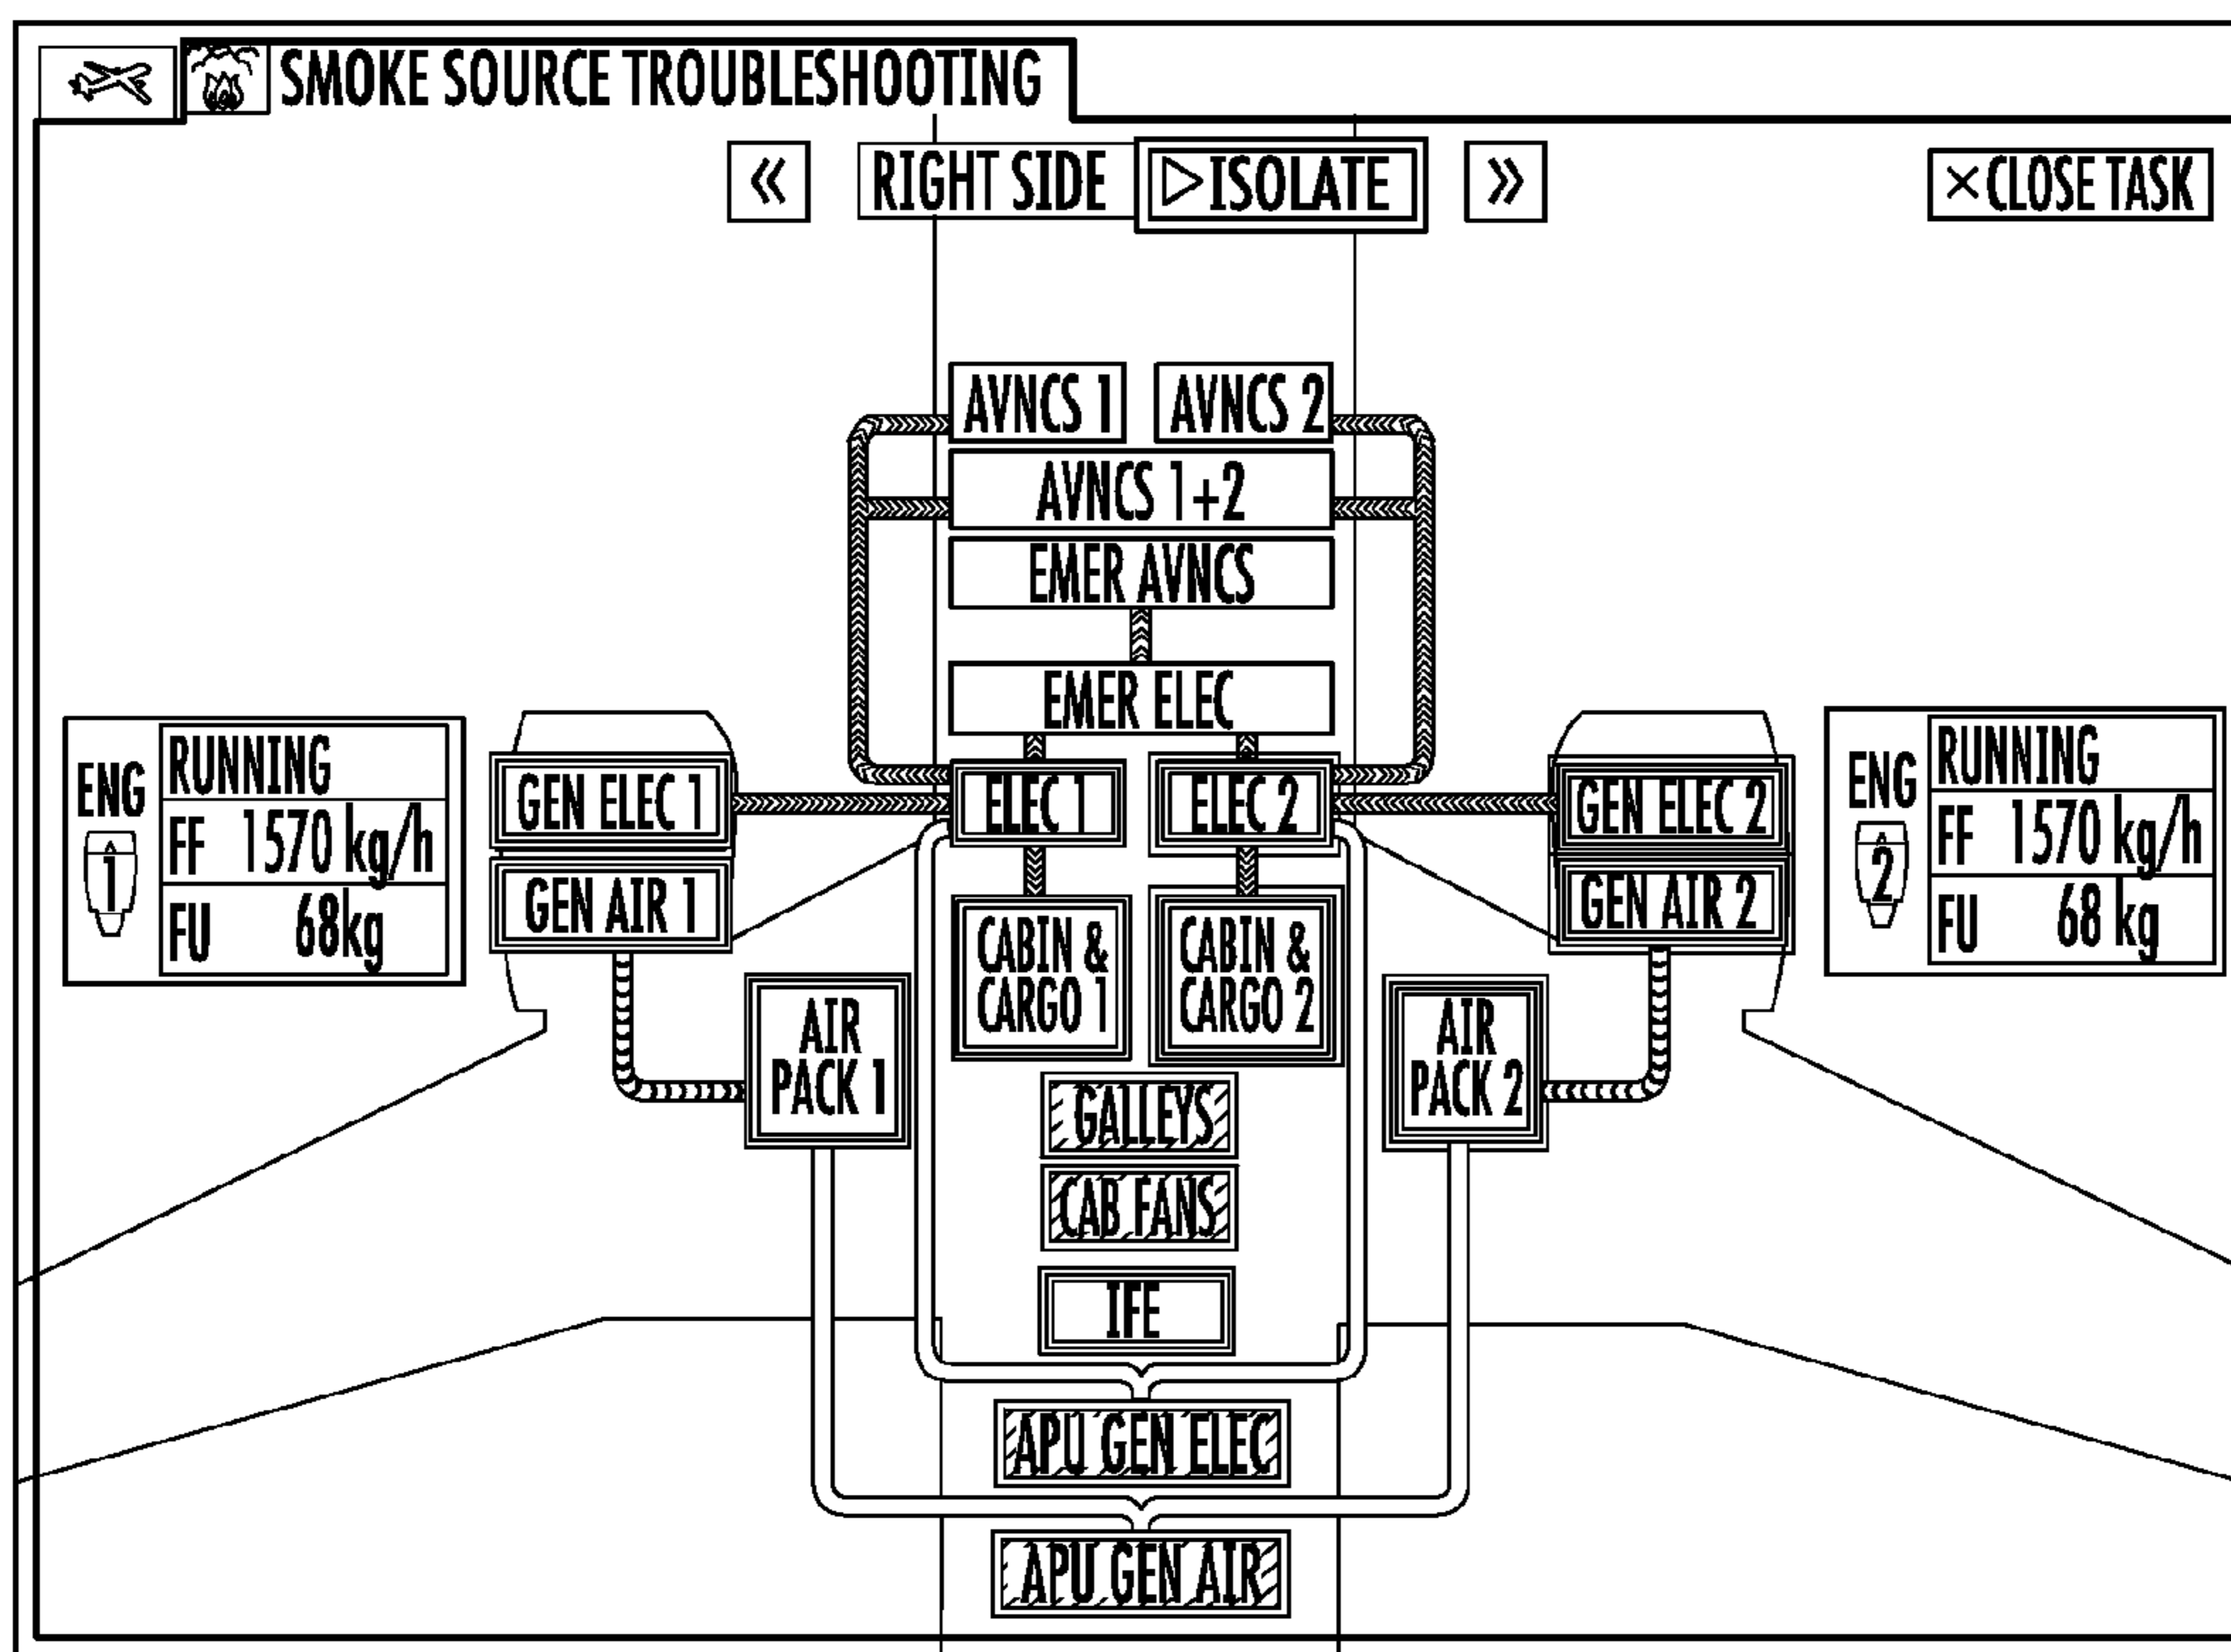 SMOKE SOURCE TROUBLESHOOTING
« RIGHT SIDE ▷ISOLATE » ×CLOSE TASK
AVNCS 1 AVNCS 2
AVNCS 1+2
EMER AVNCS
EMER ELEC
ENG
1
RUNNING
FF 1570 kg/h
FU 68kg
GEN ELEC 1
GEN AIR 1
ELEC 1 ELEC 2
GEN ELEC 2
GEN AIR 2
ENG
2
RUNNING
FF 1570 kg/h
FU 68 kg
AIR
PACK 1
CABIN &
CARGO 1
CABIN &
CARGO 2
AIR
PACK 2
GALLEYS
CAB FANS
IFE
APU GEN ELEC
APU GEN AIR